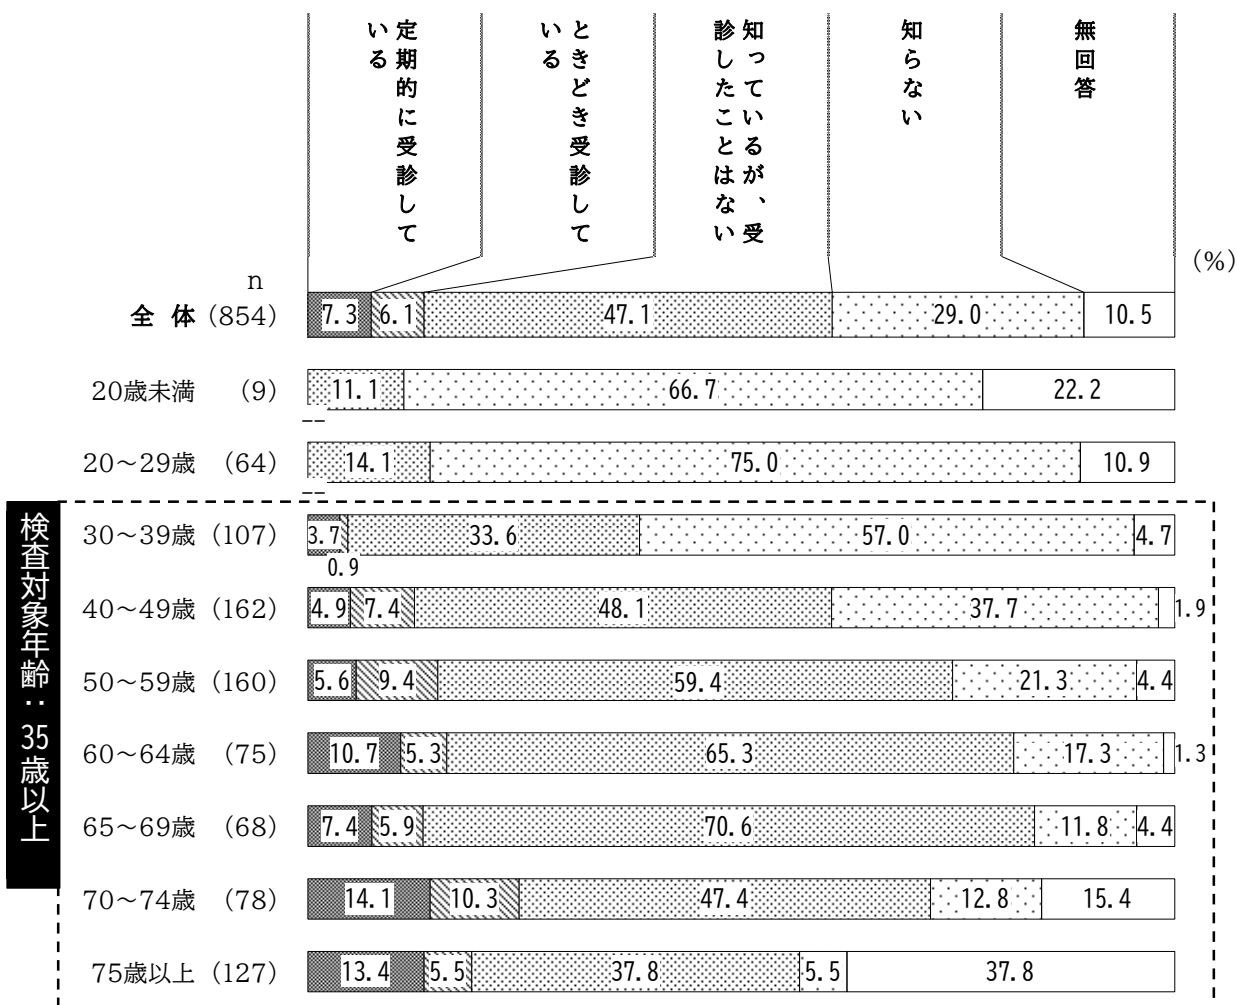 定期的に受診して
いる
ときどき受診して
いる
知っているが、受
診したことはない
知らない
無回答
(%)
n
全 体 (854) 7.3 6.1 47.1 29.0 10.5
20歳未満 (9) 11.1 66.7 22.2
--
20～29歳 (64) 14.1 75.0 10.9
--
検査対象年齢：35歳以上
30～39歳 (107) 3.7 33.6 57.0 4.7
0.9
40～49歳 (162) 4.9 7.4 48.1 37.7 1.9
50～59歳 (160) 5.6 9.4 59.4 21.3 4.4
60～64歳 (75) 10.7 5.3 65.3 17.3 1.3
65～69歳 (68) 7.4 5.9 70.6 11.8 4.4
70～74歳 (78) 14.1 10.3 47.4 12.8 15.4
75歳以上 (127) 13.4 5.5 37.8 5.5 37.8